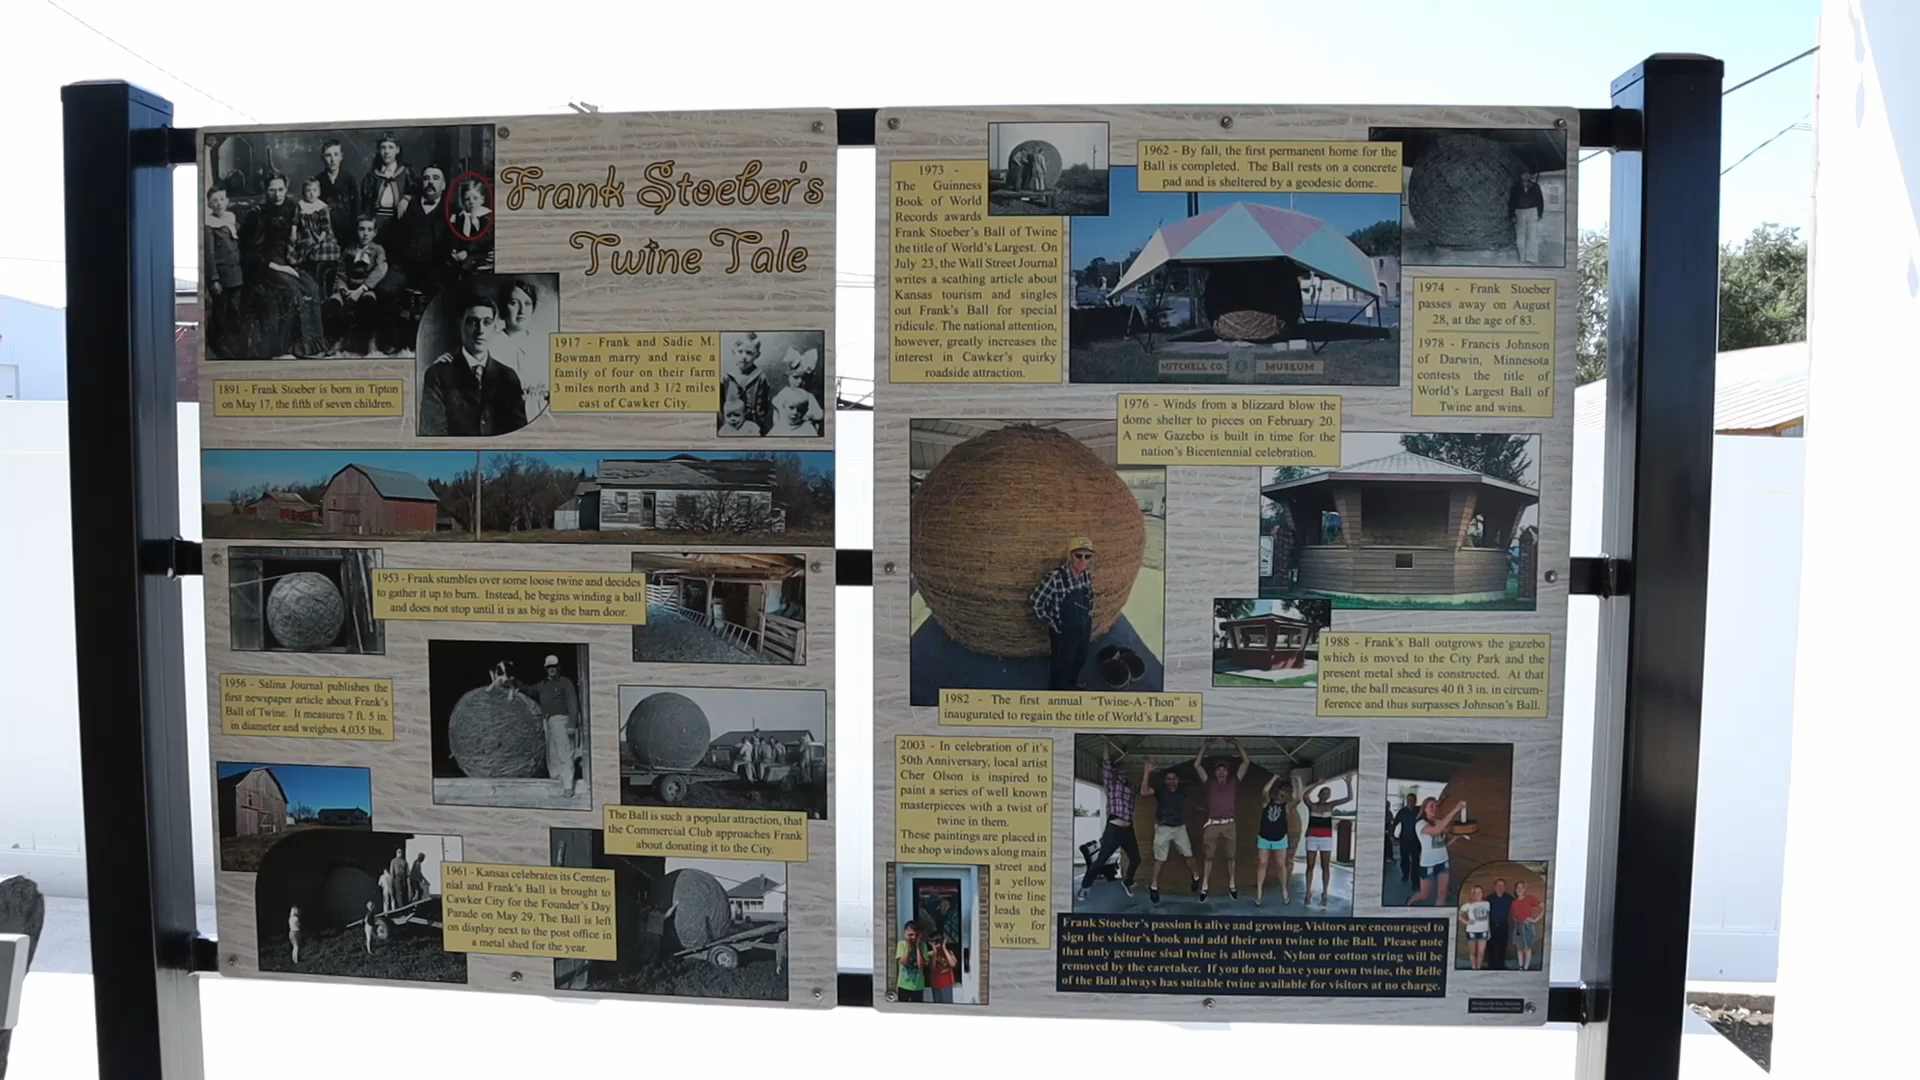 Frank Stoeber's
Twine Tale
1891 - Frank Stoeber is born in Tipton
on May 17, the fifth of seven children.
1917 - Frank and Sadie M.
Bowman marry and raise a
family of four on their farm
3 miles north and 3 1/2 miles
east of Cawker City.
1953 - Frank stumbles over some loose twine and decides
to gather it up to burn. Instead, he begins winding a ball
and does not stop until it is as big as the barn door.
1956 - Salina Journal publishes the
first newspaper article about Frank's
Ball of Twine. It measures 7 ft. 5 in.
in diameter and weighes 4,035 lbs.
The Ball is such a popular attraction, that
the Commercial Club approaches Frank
about donating it to the City.
1961 - Kansas celebrates its Centen-
nial and Frank's Ball is brought to
Cawker City for the Founder's Day
Parade on May 29. The Ball is left
on display next to the post office in
a metal shed for the year.
1962 - By fall, the first permanent home for the
Ball is completed. The Ball rests on a concrete
pad and is sheltered by a geodesic dome.
1973 -
The Guinness
Book of World
Records awards
Frank Stoeber's Ball of Twine
the title of World's Largest. On
July 23, the Wall Street Journal
writes a scathing article about
Kansas tourism and singles
out Frank's Ball for special
ridicule. The national attention,
however, greatly increases the
interest in Cawker's quirky
roadside attraction.
MITCHELL CO. MUSEUM
1974 - Frank Stoeber
passes away on August
28, at the age of 83.
1978 - Francis Johnson
of Darwin, Minnesota
contests the title of
World's Largest Ball of
Twine and wins.
1976 - Winds from a blizzard blow the
dome shelter to pieces on February 20.
A new Gazebo is built in time for the
nation's Bicentennial celebration.
1982 - The first annual "Twine-A-Thon" is
inaugurated to regain the title of World's Largest.
1988 - Frank's Ball outgrows the gazebo
which is moved to the City Park and the
present metal shed is constructed. At that
time, the ball measures 40 ft 3 in. in circum-
ference and thus surpasses Johnson's Ball.
2003 - In celebration of it's
50th Anniversary, local artist
Cher Olson is inspired to
paint a series of well known
masterpieces with a twist of
twine in them.
These paintings are placed in
the shop windows along main
street and
a yellow
twine line
leads the
way for
visitors.
Frank Stoeber's passion is alive and growing. Visitors are encouraged to
sign the visitor's book and add their own twine to the Ball. Please note
that only genuine sisal twine is allowed. Nylon or cotton string will be
removed by the caretaker. If you do not have your own twine, the Belle
of the Ball always has suitable twine available for visitors at no charge.